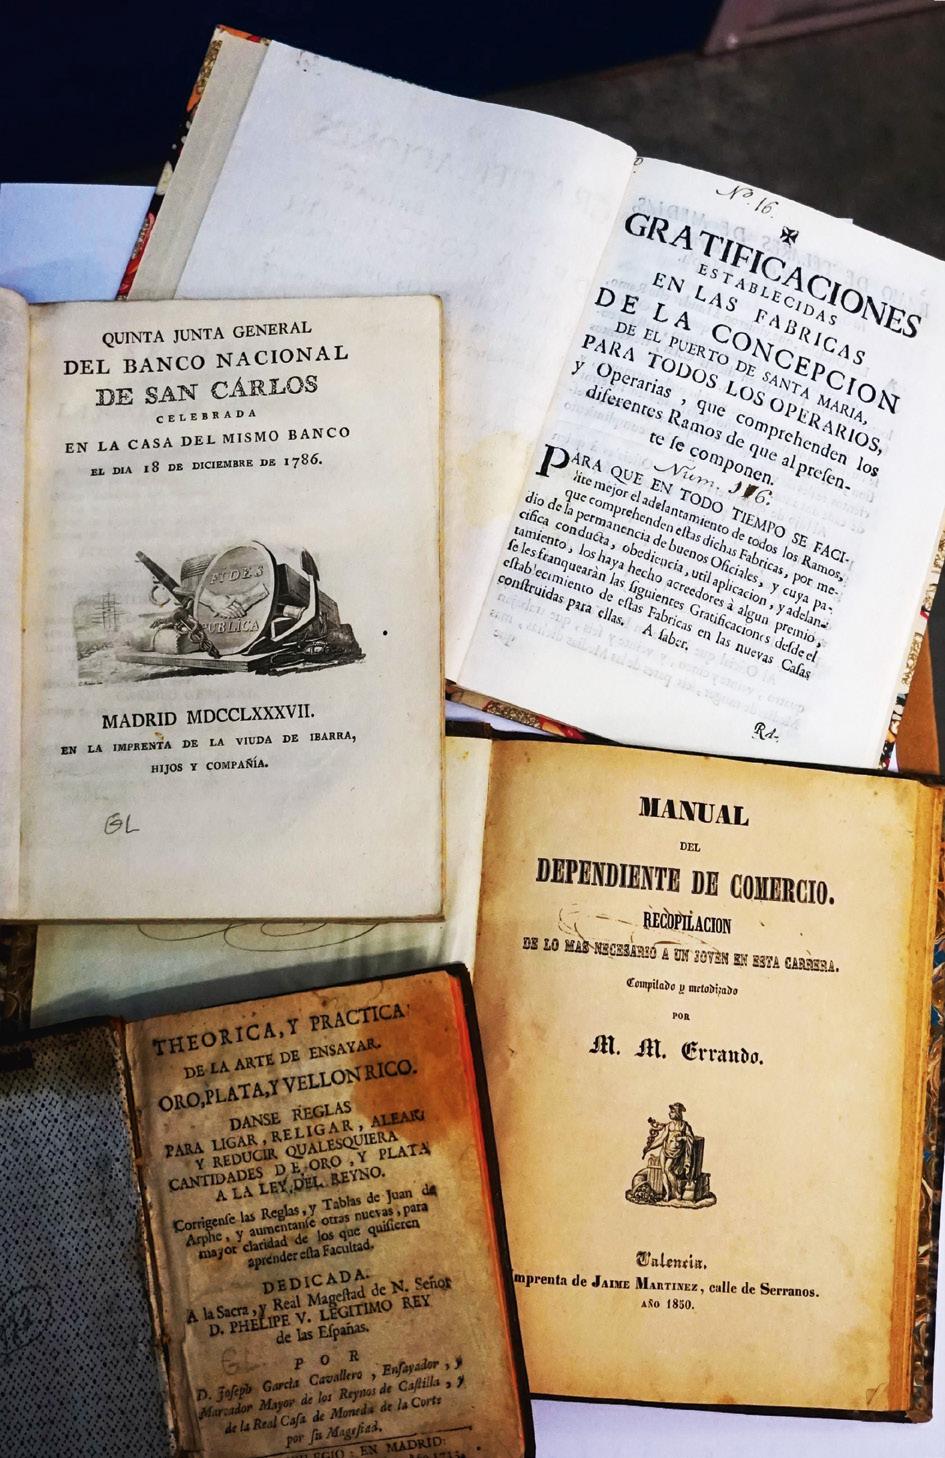 QUINTA JUNTA GENERAL
DEL BANCO NACIONAL
DE SAN CÁRLOS
CELEBRADA
EN LA CASA DEL MISMO BANCO
EL DIA 18 DE DICIEMBRE DE 1786.
FIDES
PUBLICA
MADRID MDCCLXXXVII.
EN LA IMPRENTA DE LA VIUDA DE IBARRA,
HIJOS Y COMPAÑÍA.
GL
Nº. 16.
GRATIFICACIONES
ESTABLECIDAS
EN LAS FABRICAS
DE LA CONCEPCION
DE EL PUERTO DE SANTA MARIA,
PARA TODOS LOS OPERARIOS,
y Operarias, que comprehenden los
diferentes Ramos de que al preſen-
te ſe componen.
Núm. 176.
PARA QUE EN TODO TIEMPO SE FACI-
lite mejor el adelantamiento de todos los Ramos,
que comprehenden eſtas dichas Fabricas, por me-
dio de la permanencia de buenos Oficiales, y cuya pa-
cifica conducta, obediencia, util aplicacion, y adelan-
tamiento, los haya hecho acreedores à algun premio,
ſe les franquearàn las ſiguientes Gratificaciones deſde el
eſtablecimiento de eſtas Fabricas en las nuevas Caſas
conſtruidas para ellas. A ſaber.
MANUAL
DEL
DEPENDIENTE DE COMERCIO.
RECOPILACION
DE LO MAS NECESARIO A UN JOVEN EN ESTA CARRERA.
Compilado y metodizado
POR
M. M. Errando.
Valencia.
Imprenta de JAIME MARTINEZ, calle de Serranos.
AÑO 1850.
THEORICA, Y PRACTICA
DE LA ARTE DE ENSAYAR
ORO, PLATA, Y VELLON RICO.
DANSE REGLAS
PARA LIGAR, RELIGAR, ALEAR,
Y REDUCIR QUALESQUIERA
CANTIDADES DE ORO, Y PLATA
A LA LEY DEL REYNO.
Corrigenſe las Reglas, y Tablas de Juan de
Arphe, y aumentanſe otras nuevas, para
mayor claridad de los que quiſieren
aprender eſta Facultad.
DEDICADA.
A la Sacra, y Real Mageſtad de N. Señor
D. PHELIPE V. LEGITIMO REY
de las Eſpañas.
GL
POR
D. Joſeph Garcia Cavallero, Enſayador, y
Marcador Mayor de los Reynos de Caſtilla, y
de la Real Caſa de Moneda de la Corte
por ſu Mageſtad.
EN MADRID: